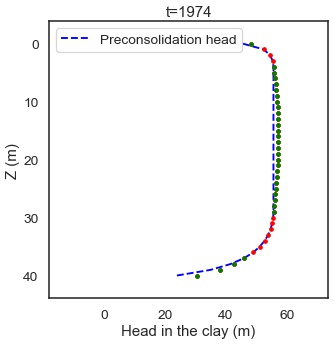 t=1974
Preconsolidation head
0
10
20
30
40
Z (m)
0 20 40 60
Head in the clay (m)